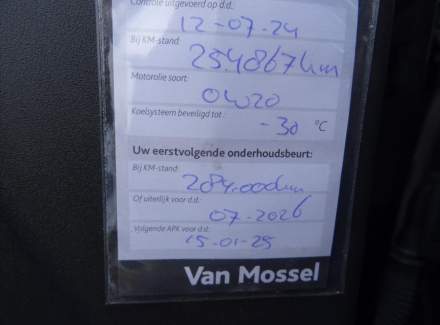 Controle uitgevoerd op d.d.
12-07-24
Bij KM-stand:
254867km
Motorolie soort:
0W20
Koelsysteem beveiligd tot:
-30 °C
Uw eerstvolgende onderhoudsbeurt:
Bij KM-stand:
284.000km
Of uiterlijk voor d.d.:
07-2026
Volgende APK voor d.d.:
15-01-25
Van Mossel